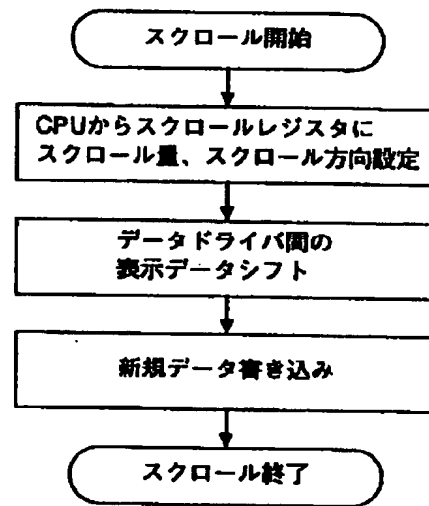 スクロール開始
CPUからスクロールレジスタに
スクロール量、スクロール方向設定
データドライバ間の
表示データシフト
新規データ書き込み
スクロール終了